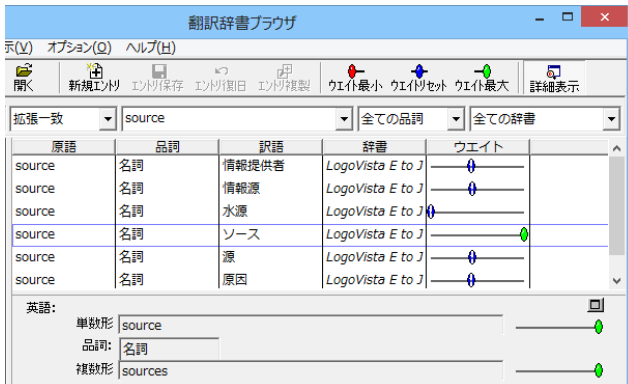 翻訳辞書ブラウザ
示(V) オプション(O) ヘルプ(H)
開く 新規エントリ エントリ保存 エントリ復旧 エントリ複製 ウエイト最小 ウエイトリセット ウエイト最大 詳細表示
拡張一致 source 全ての品詞 全ての辞書
原語 品詞 訳語 辞書 ウエイト
source 名詞 情報提供者 LogoVista E to J
source 名詞 情報源 LogoVista E to J
source 名詞 水源 LogoVista E to J
source 名詞 ソース LogoVista E to J
source 名詞 源 LogoVista E to J
source 名詞 原因 LogoVista E to J
英語:
単数形 source
品詞: 名詞
複数形 sources